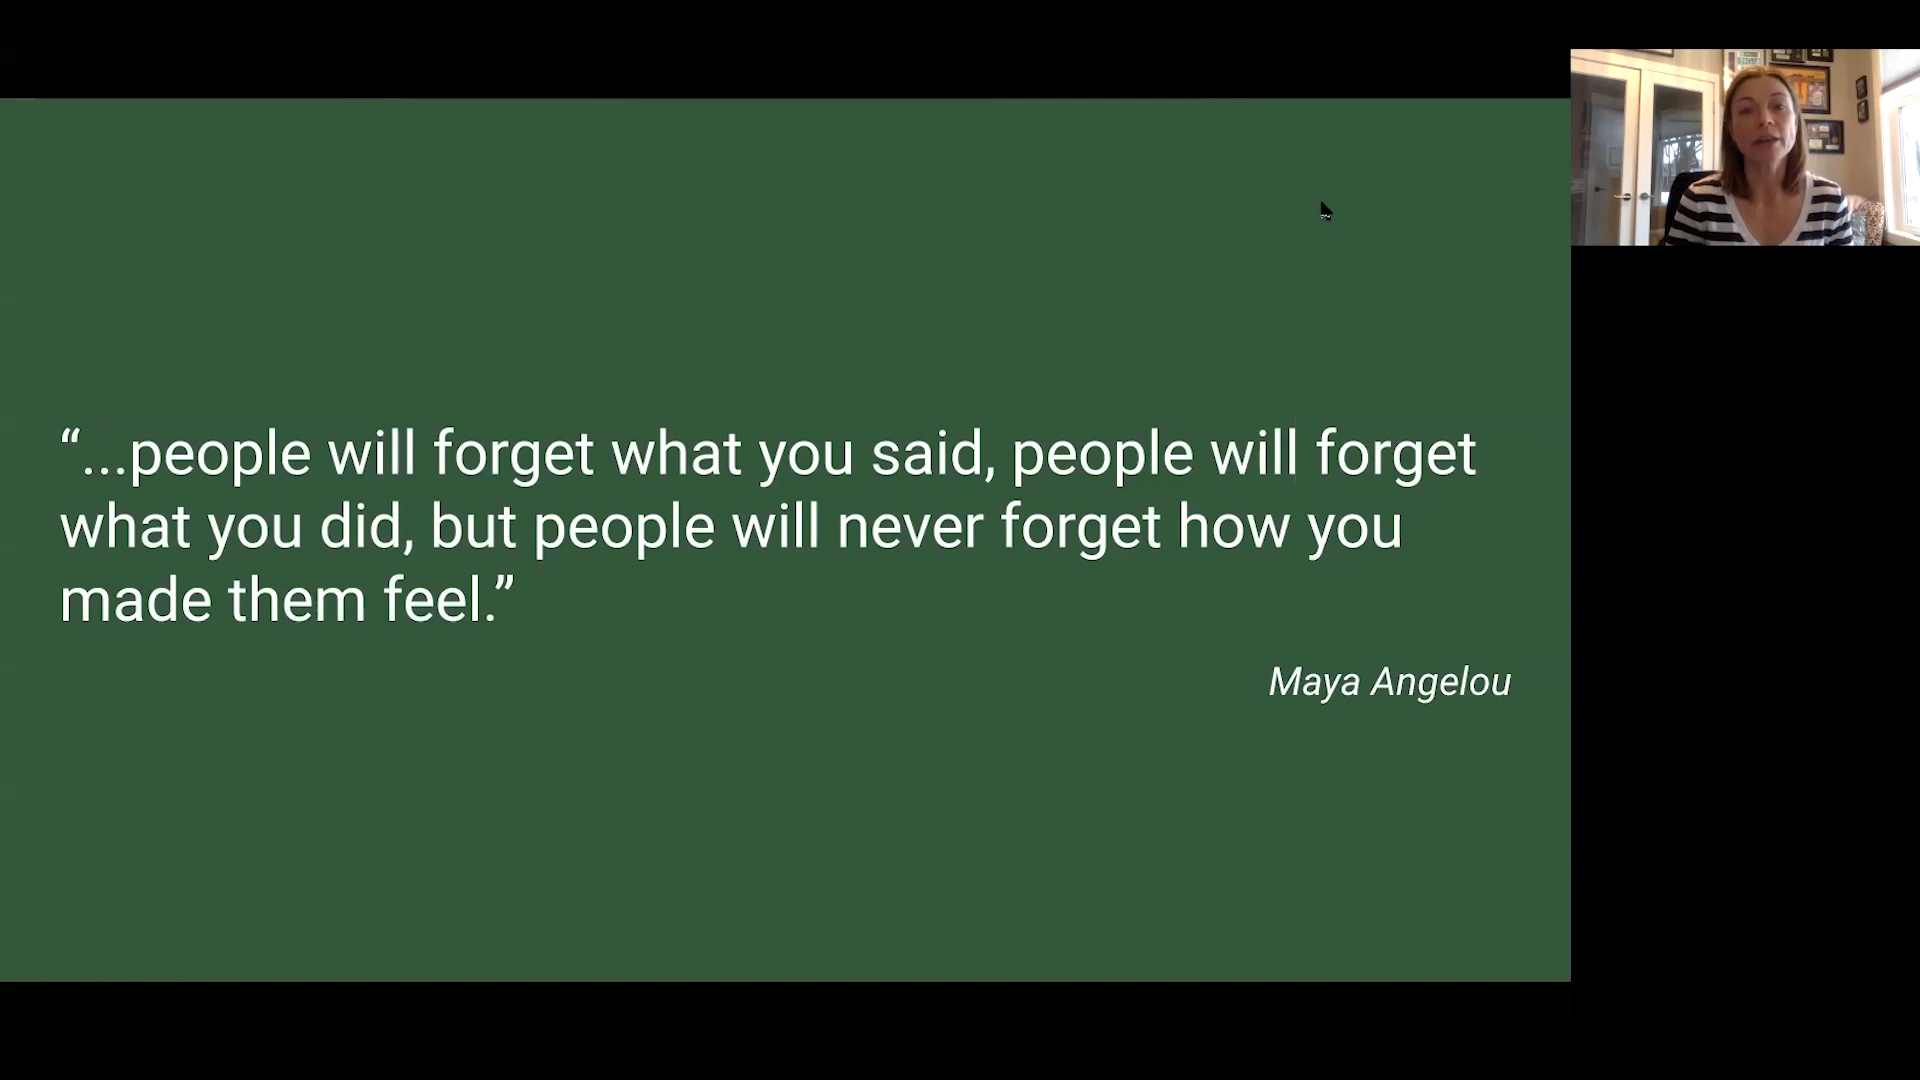 “...people will forget what you said, people will forget
what you did, but people will never forget how you
made them feel.”
Maya Angelou